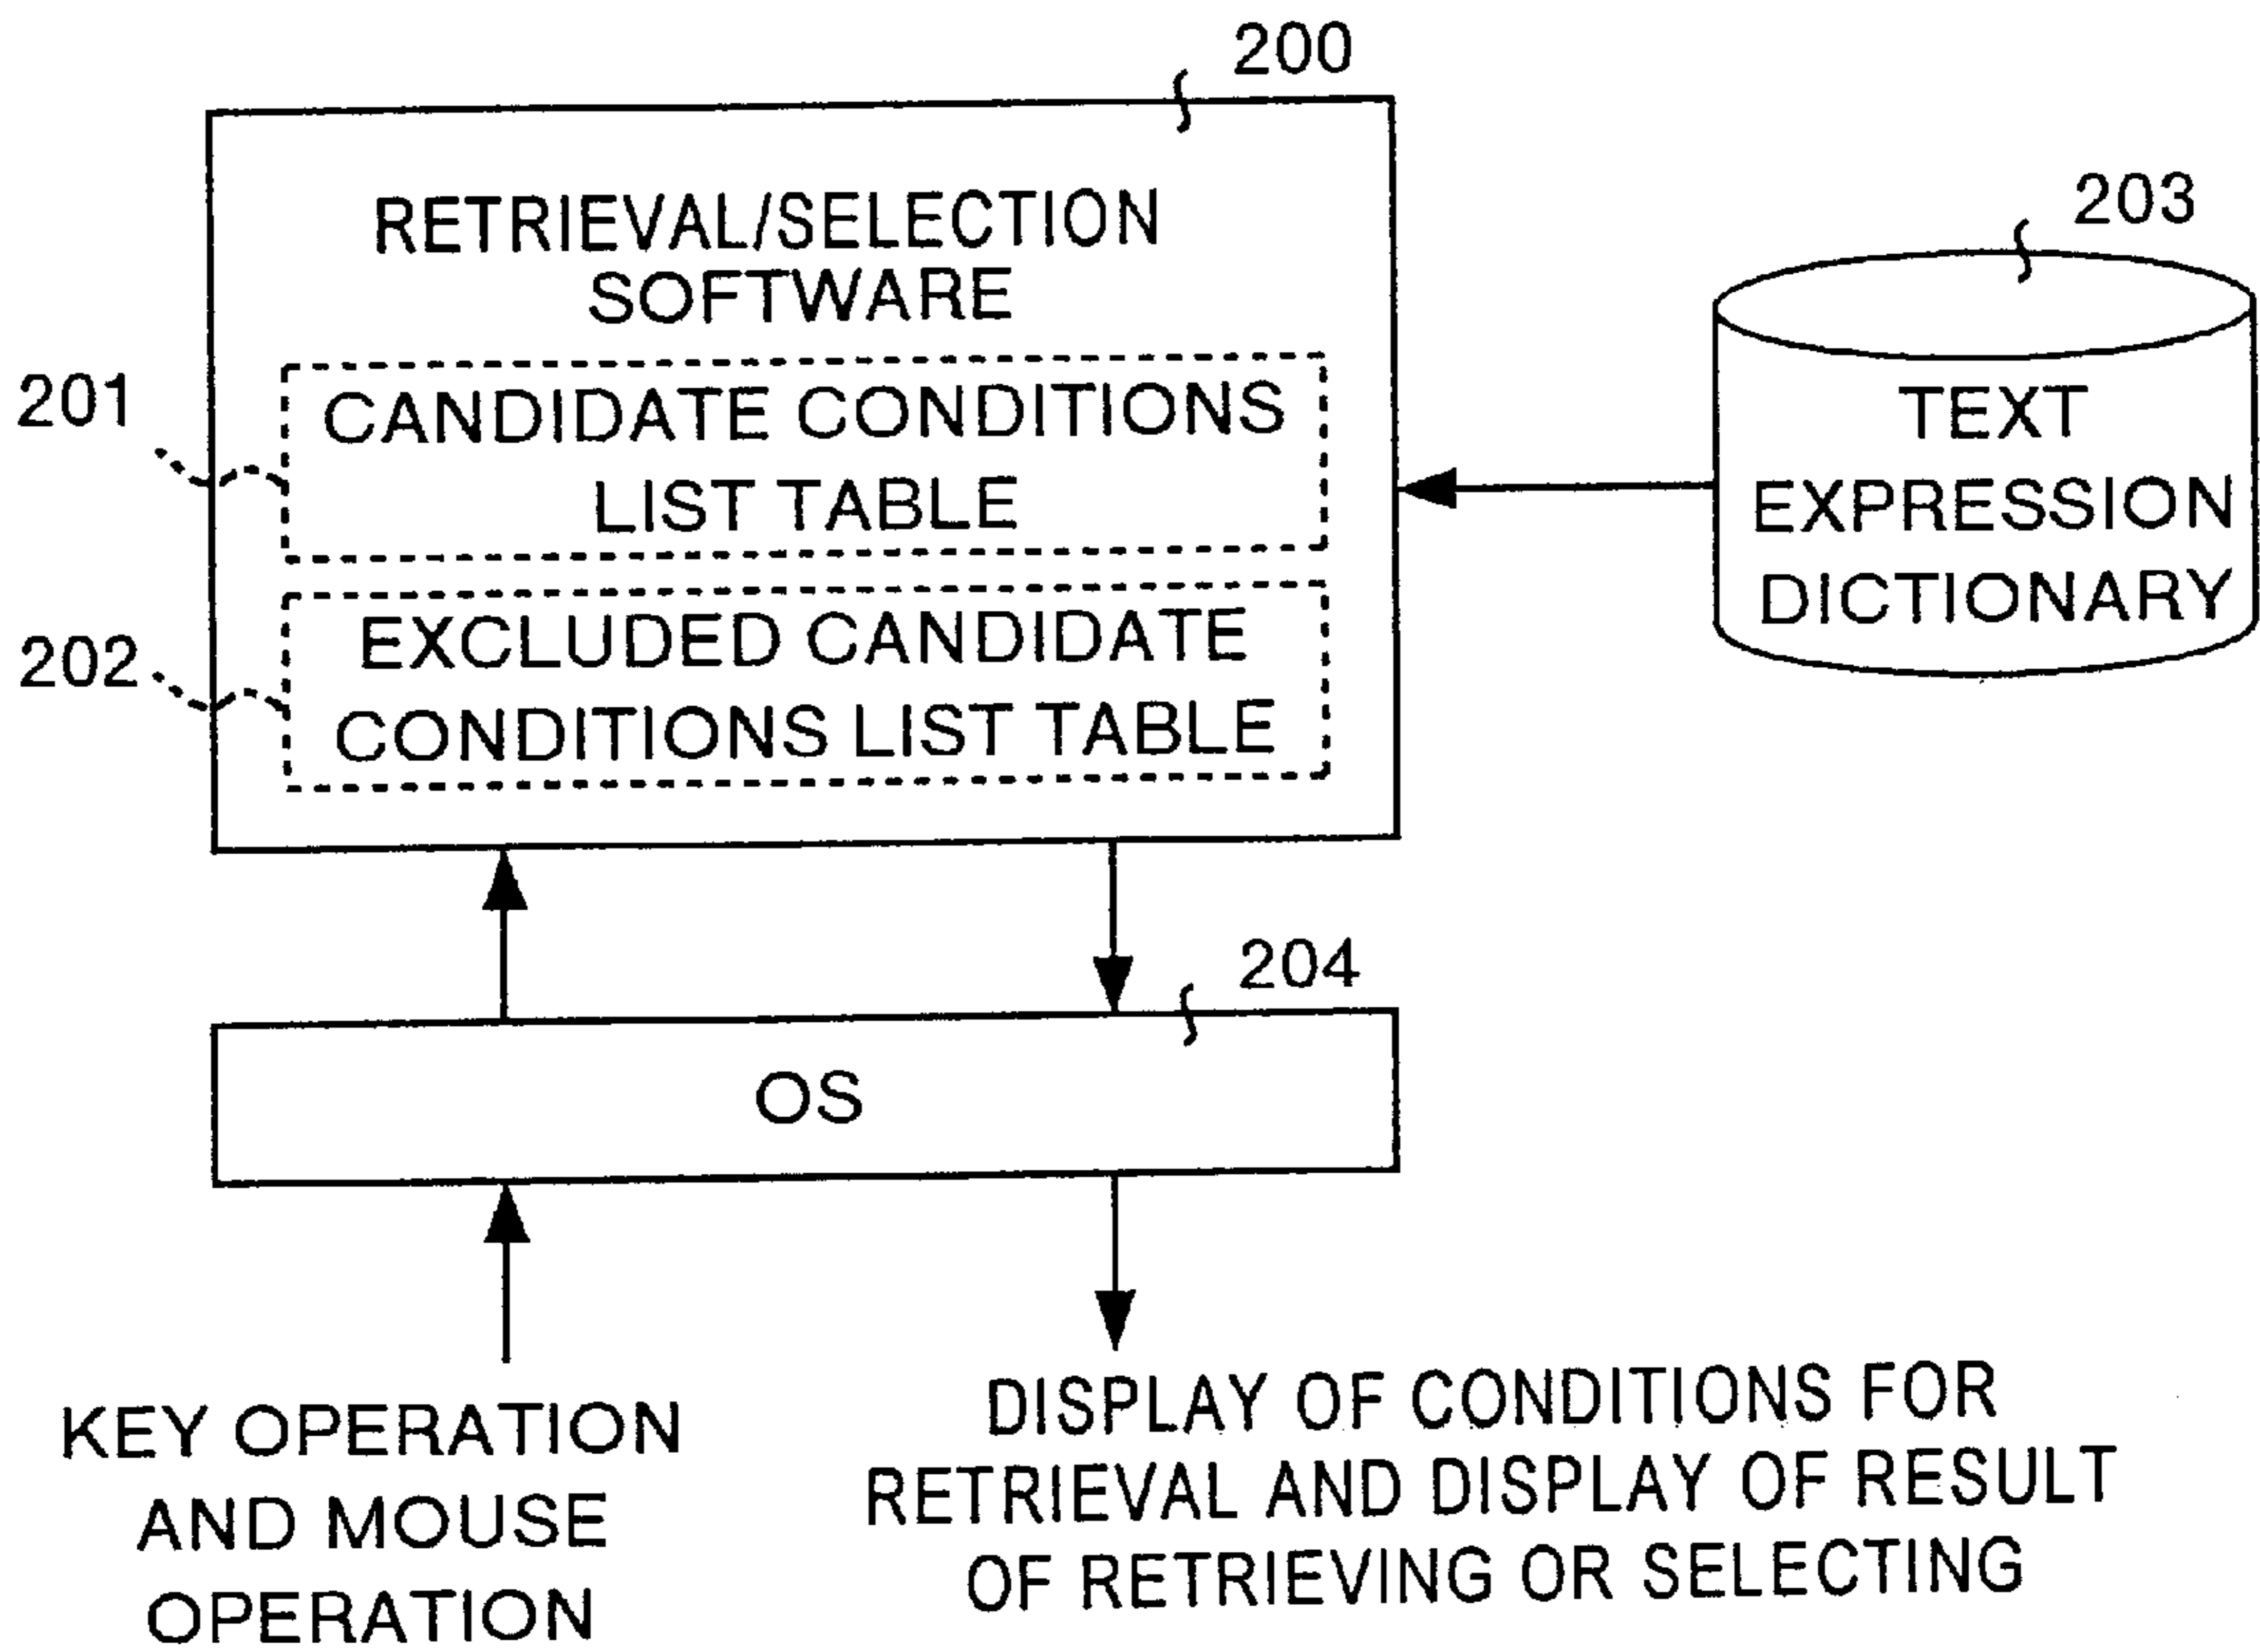 200
RETRIEVAL/SELECTION
SOFTWARE
203
201
CANDIDATE CONDITIONS
LIST TABLE
TEXT
EXPRESSION
DICTIONARY
202
EXCLUDED CANDIDATE
CONDITIONS LIST TABLE
204
OS
KEY OPERATION
AND MOUSE
OPERATION
DISPLAY OF CONDITIONS FOR
RETRIEVAL AND DISPLAY OF RESULT
OF RETRIEVING OR SELECTING